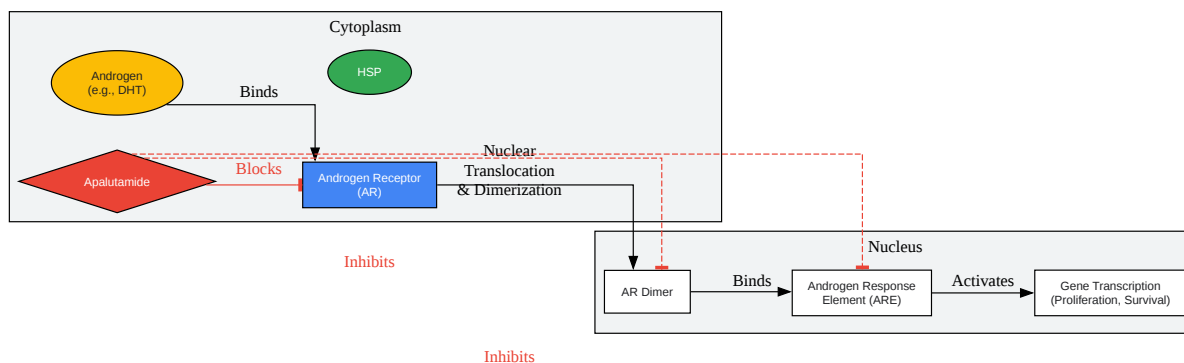 Cytoplasm
Androgen
(e.g., DHT)
HSP
Binds
Apalutamide
Blocks
Androgen Receptor
(AR)
Nuclear
Translocation
& Dimerization
Inhibits
Nucleus
AR Dimer
Binds
Androgen Response
Element (ARE)
Activates
Gene Transcription
(Proliferation, Survival)
Inhibits